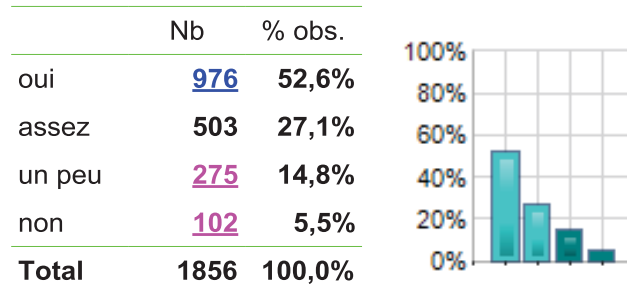 Nb % obs.
oui 976 52,6%
assez 503 27,1%
un peu 275 14,8%
non 102 5,5%
Total 1856 100,0%
100%
80%
60%
40%
20%
0%